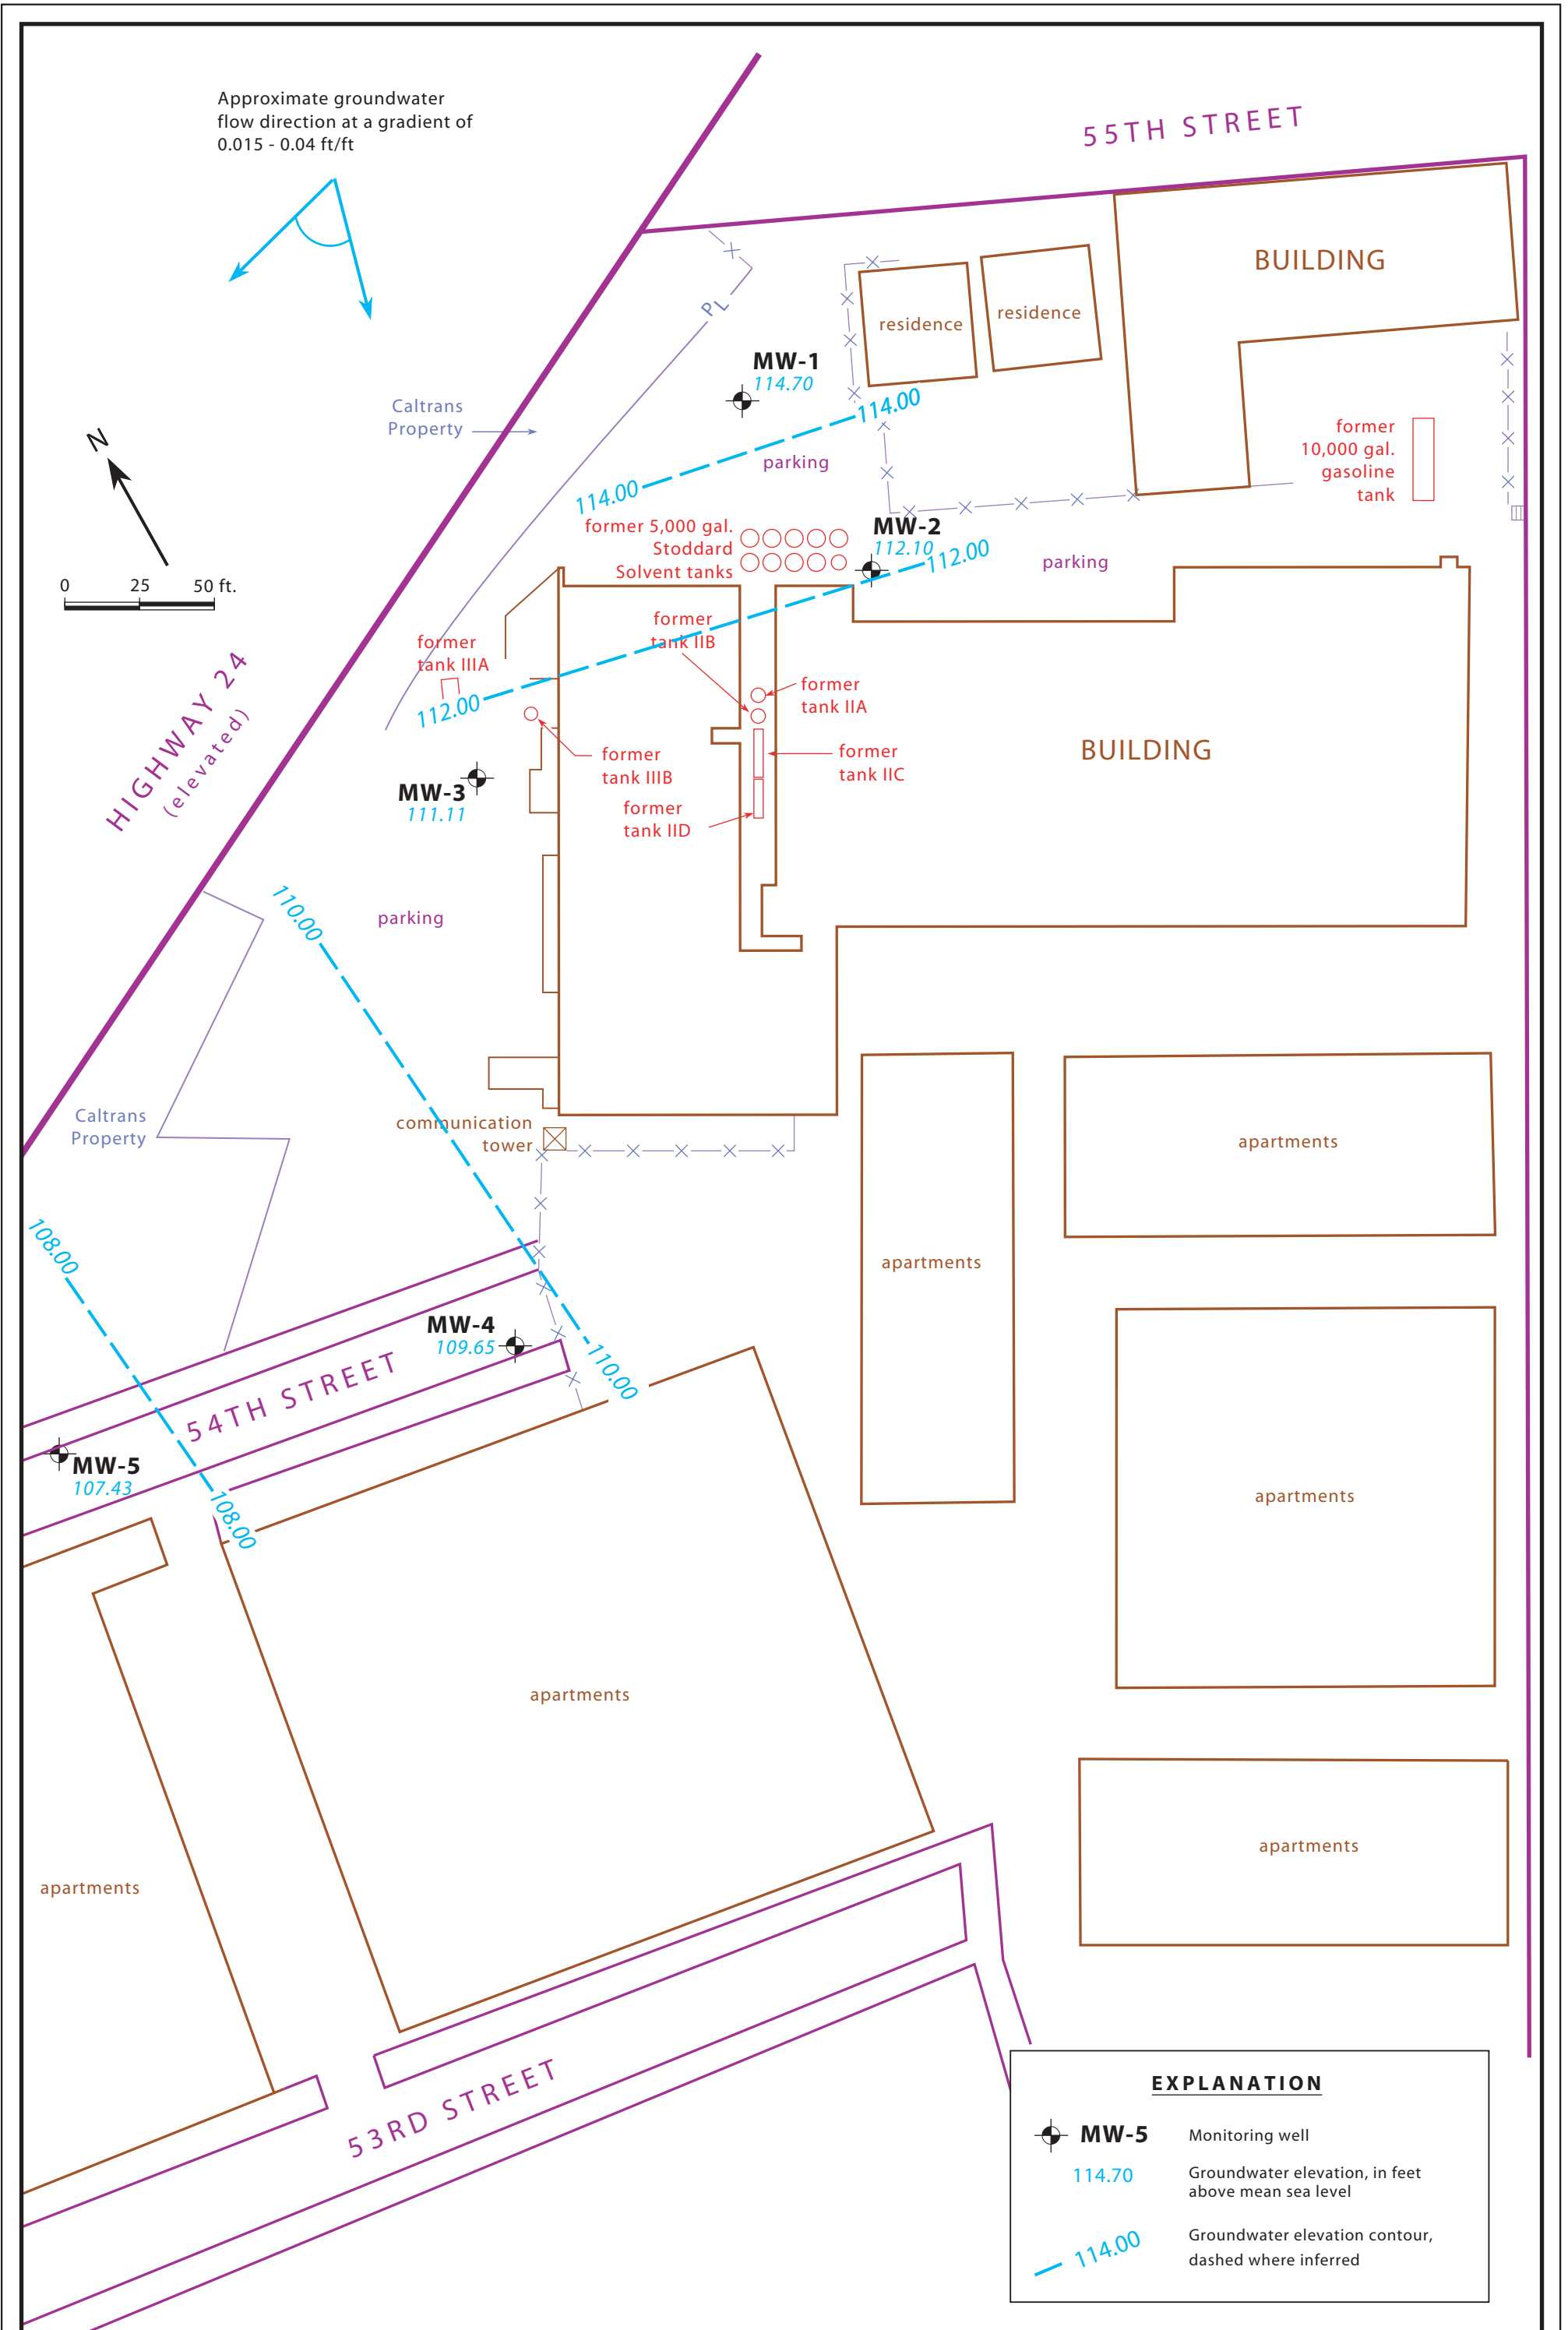 Approximate groundwater
flow direction at a gradient of
0.015 - 0.04 ft/ft
55TH STREET
BUILDING
residence
residence
PL
MW-1
114.70
Caltrans
Property
114.00
114.00
parking
former
10,000 gal.
gasoline
tank
N
0 25 50 ft.
former 5,000 gal.
Stoddard
Solvent tanks
MW-2
112.10
112.00
parking
former
tank IIB
former
tank IIIA
112.00
former
tank IIA
HIGHWAY 24
(elevated)
former
tank IIIB
former
tank IIC
BUILDING
MW-3
111.11
former
tank IID
110.00
parking
Caltrans
Property
communication
tower
apartments
apartments
108.00
MW-4
109.65
110.00
54TH STREET
MW-5
107.43
108.00
apartments
apartments
apartments
apartments
53RD STREET
EXPLANATION
MW-5 Monitoring well
114.70 Groundwater elevation, in feet
above mean sea level
114.00 Groundwater elevation contour,
dashed where inferred